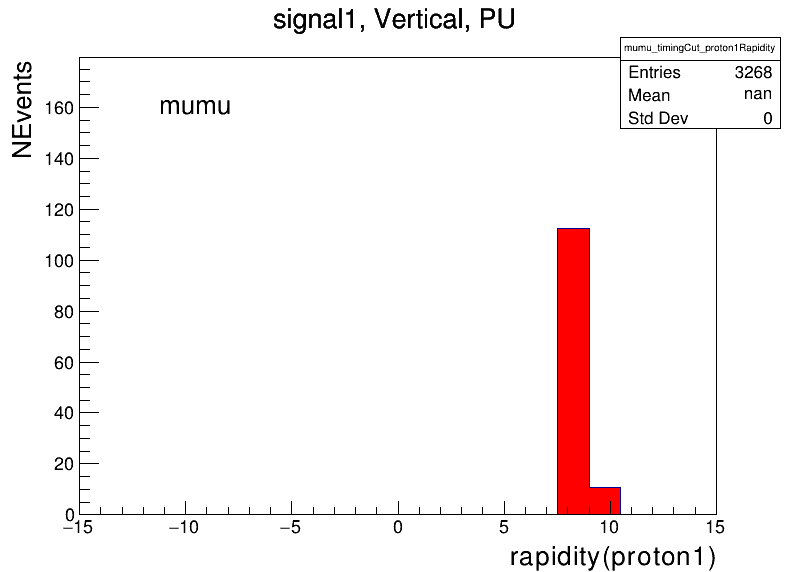 signal1, Vertical, PU
mumu_timingCut_proton1Rapidity
Entries 3268
Mean nan
Std Dev 0
NEvents
mumu
160
140
120
100
80
60
40
20
0
−15 −10 −5 0 5 10 15
rapidity(proton1)